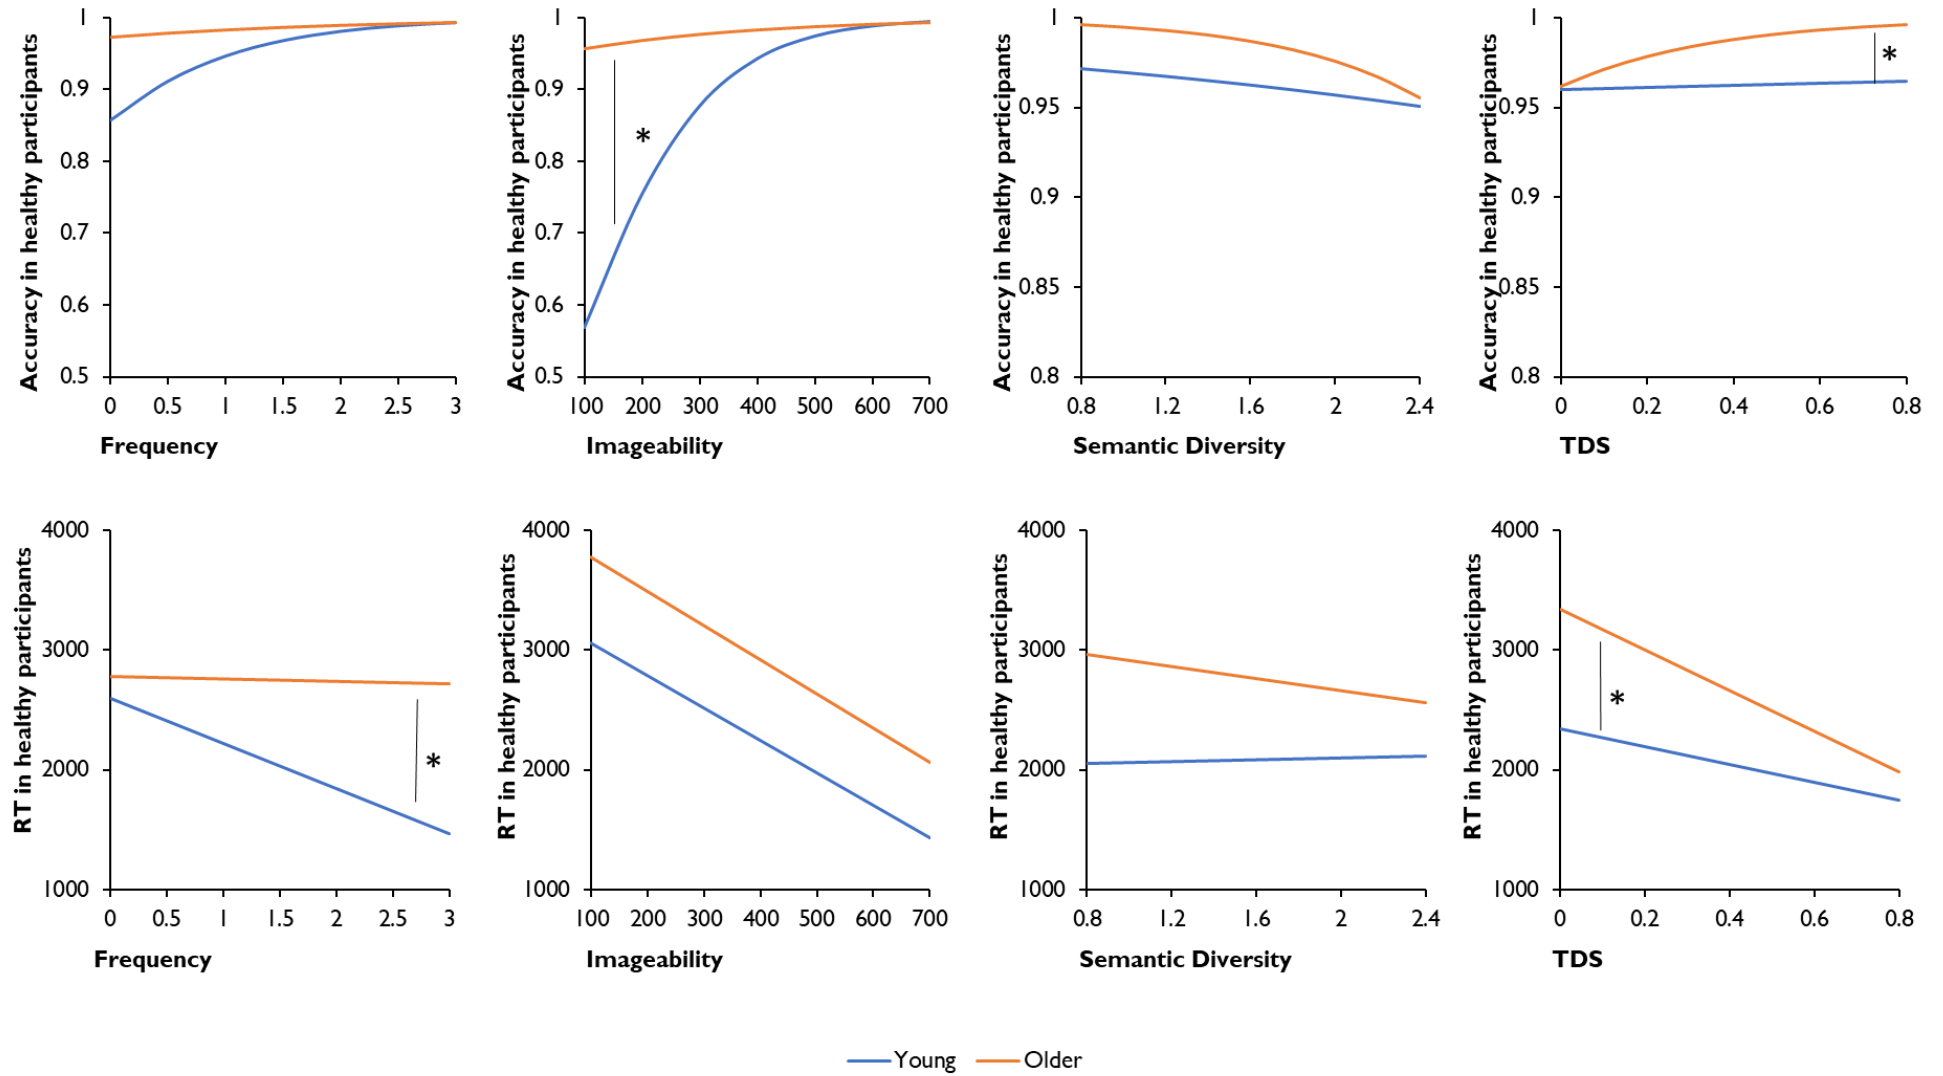 Accuracy in healthy participants
1
0.9
0.8
0.7
0.6
0.5
0 0.5 1 1.5 2 2.5 3
Frequency
Accuracy in healthy participants
1
0.9
0.8
0.7
0.6
0.5
*
100 200 300 400 500 600 700
Imageability
Accuracy in healthy participants
1
0.95
0.9
0.85
0.8
0.8 1.2 1.6 2 2.4
Semantic Diversity
Accuracy in healthy participants
1
0.95
0.9
0.85
0.8
*
0 0.2 0.4 0.6 0.8
TDS
RT in healthy participants
4000
3000
2000
1000
*
0 0.5 1 1.5 2 2.5 3
Frequency
RT in healthy participants
4000
3000
2000
1000
100 200 300 400 500 600 700
Imageability
RT in healthy participants
4000
3000
2000
1000
0.8 1.2 1.6 2 2.4
Semantic Diversity
RT in healthy participants
4000
3000
2000
1000
*
0 0.2 0.4 0.6 0.8
TDS
Young Older